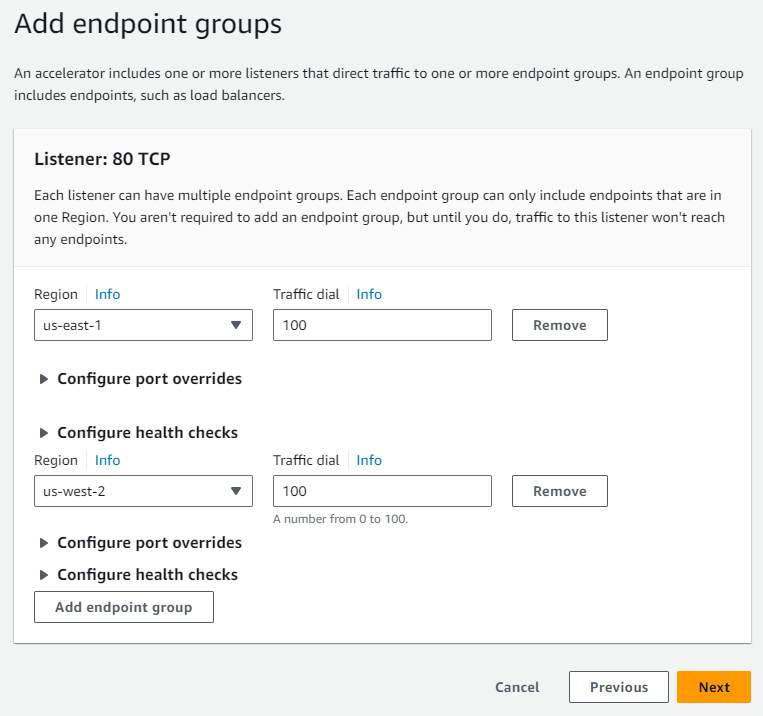 Add endpoint groups
An accelerator includes one or more listeners that direct traffic to one or more endpoint groups. An endpoint group
includes endpoints, such as load balancers.
Listener: 80 TCP
Each listener can have multiple endpoint groups. Each endpoint group can only include endpoints that are in
one Region. You aren't required to add an endpoint group, but until you do, traffic to this listener won't reach
any endpoints.
Region Info Traffic dial Info
us-east-1 100 Remove
Configure port overrides
Configure health checks
Region Info Traffic dial Info
us-west-2 100 Remove
A number from 0 to 100.
Configure port overrides
Configure health checks
Add endpoint group
Cancel Previous Next